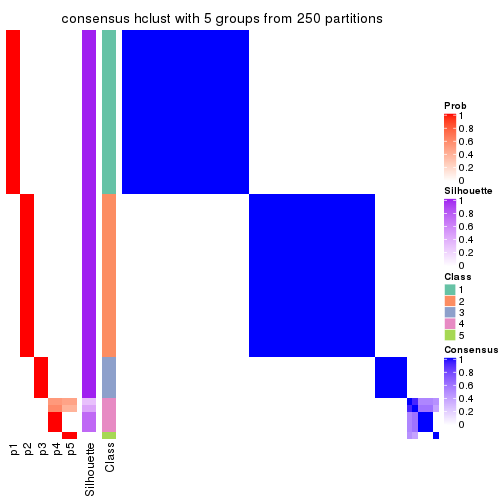 consensus hclust with 5 groups from 250 partitions
Prob
1
0.8
0.6
0.4
0.2
0
Silhouette
1
0.8
0.6
0.4
0.2
0
Class
1
2
3
4
5
Consensus
1
0.8
0.6
0.4
0.2
0
p1
p2
p3
p4
p5
Silhouette
Class